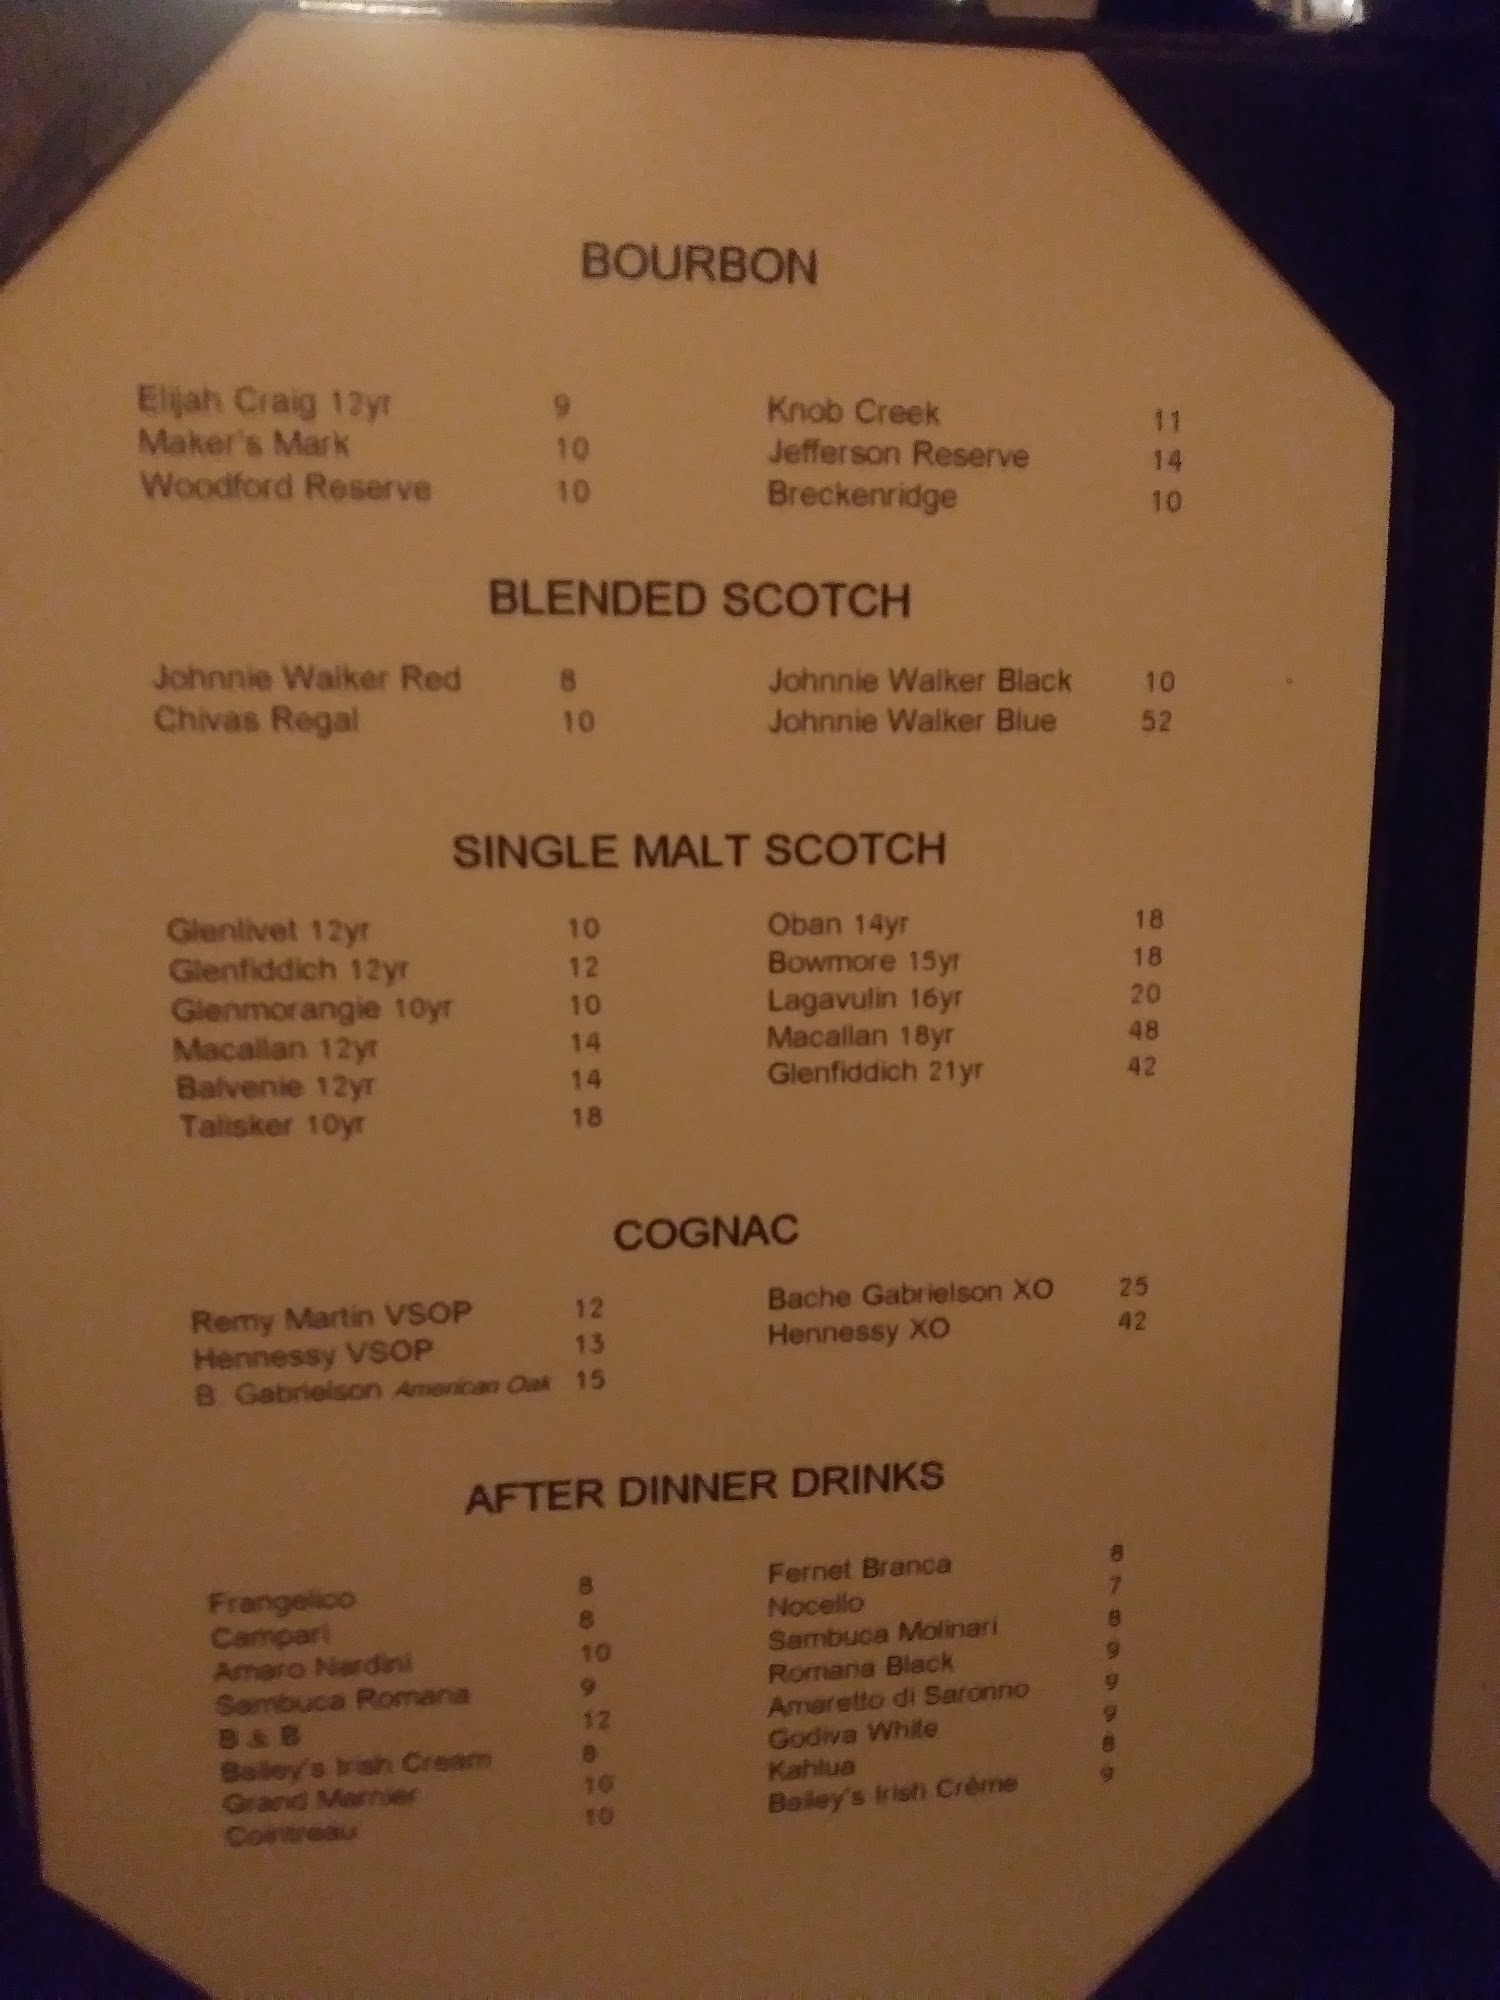 BOURBON
Elijah Craig 12yr 9 Knob Creek 11
Maker's Mark 10 Jefferson Reserve 14
Woodford Reserve 10 Breckenridge 10
BLENDED SCOTCH
Johnnie Walker Red 8 Johnnie Walker Black 10
Chivas Regal 10 Johnnie Walker Blue 52
SINGLE MALT SCOTCH
Glenlivet 12yr 10 Oban 14yr 18
Glenfiddich 12yr 12 Bowmore 15yr 18
Glenmorangie 10yr 10 Lagavulin 16yr 20
Macallan 12yr 14 Macallan 18yr 48
Balvenie 12yr 14 Glenfiddich 21yr 42
Talisker 10yr 18
COGNAC
Remy Martin VSOP 12 Bache Gabrielson XO 25
Hennessy VSOP 13 Hennessy XO 42
B Gabrielson American Oak 15
AFTER DINNER DRINKS
Frangelico 8 Fernet Branca 8
Campari 8 Nocello 7
Amaro Nardini 10 Sambuca Molinari 8
Sambuca Romana 9 Romana Black 9
B & B 12 Amaretto di Saronno 9
Bailey's Irish Cream 8 Godiva White 9
Grand Marnier 10 Kahlua 8
Cointreau 10 Bailey's Irish Crème 9